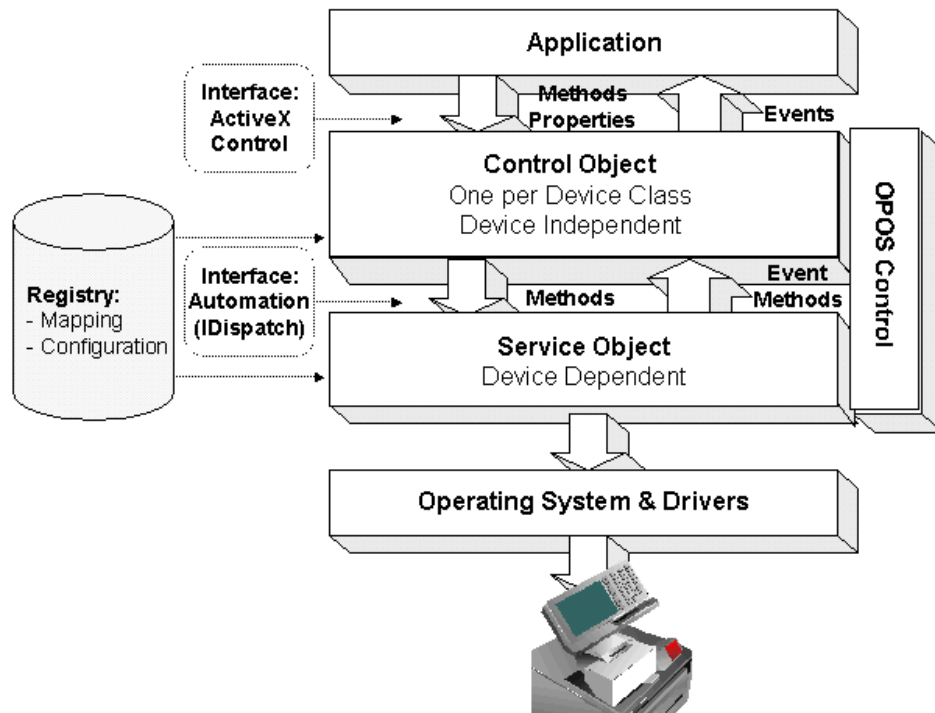 Application
Interface:
ActiveX
Control
Methods
Properties
Events
Control Object
One per Device Class
Device Independent
OPOS Control
Registry:
- Mapping
- Configuration
Interface:
Automation
(IDispatch)
Methods
Event
Methods
Service Object
Device Dependent
Operating System & Drivers